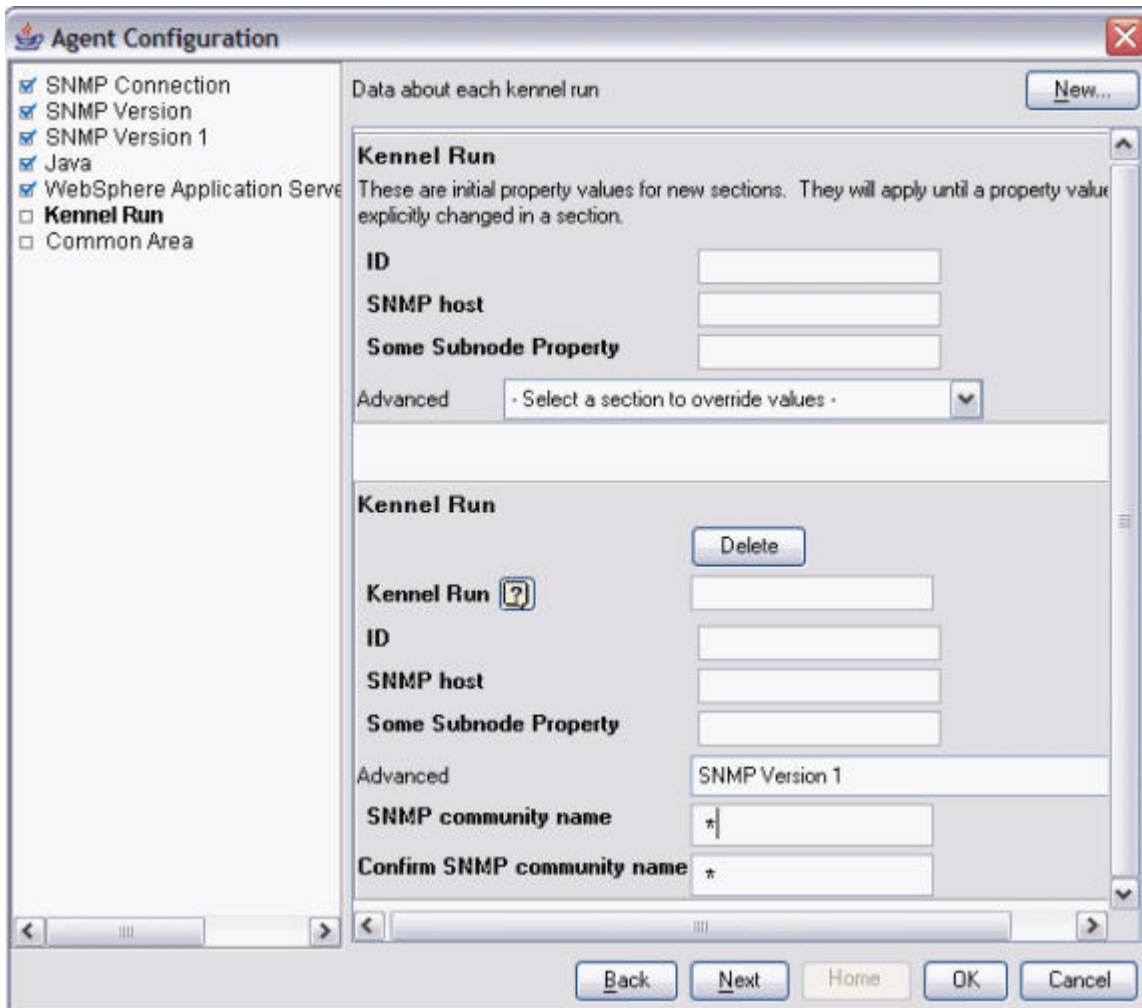 Agent Configuration
SNMP Connection
SNMP Version
SNMP Version 1
Java
WebSphere Application Serve
Kennel Run
Common Area
Data about each kennel run
New...
Kennel Run
These are initial property values for new sections. They will apply until a property value
explicitly changed in a section.
ID
SNMP host
Some Subnode Property
Advanced
- Select a section to override values -
Kennel Run
Delete
Kennel Run
ID
SNMP host
Some Subnode Property
Advanced
SNMP Version 1
SNMP community name
*
Confirm SNMP community name
*
Back
Next
Home
OK
Cancel